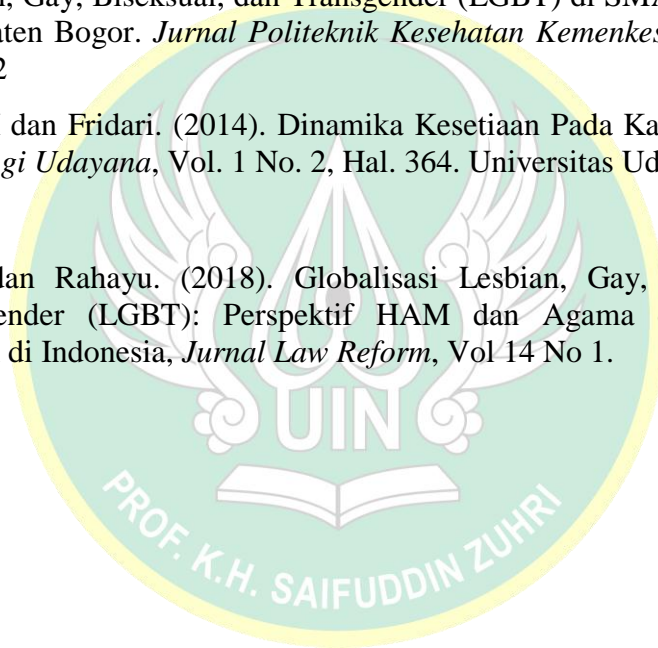 n, Gay, Biseksual, dan Transgender (LGBT) di SMA
aten Bogor. Jurnal Politeknik Kesehatan Kemenkes
2
dan Fridari. (2014). Dinamika Kesetiaan Pada Ka
gi Udayana, Vol. 1 No. 2, Hal. 364. Universitas Ud
dan Rahayu. (2018). Globalisasi Lesbian, Gay,
ender (LGBT): Perspektif HAM dan Agama
di Indonesia, Jurnal Law Reform, Vol 14 No 1.
UIN
PROF. K.H. SAIFUDDIN ZUHRI